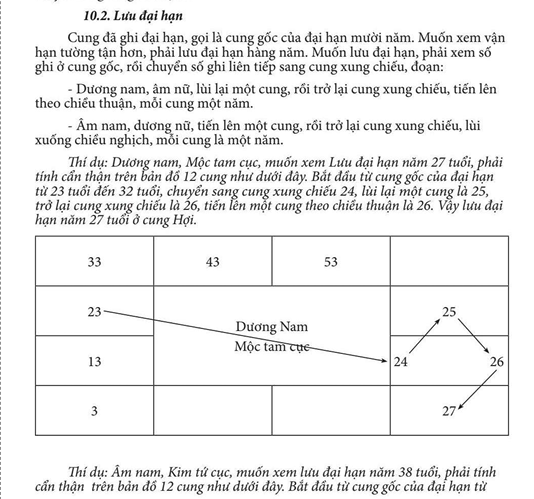 10.2. Lưu đại hạn
Cung đã ghi đại hạn, gọi là cung gốc của đại hạn mười năm. Muốn xem vận
hạn tường tận hơn, phải lưu đại hạn hàng năm. Muốn lưu đại hạn, phải xem số
ghi ở cung gốc, rồi chuyển số ghi liên tiếp sang cung xung chiếu, đoạn:
- Dương nam, âm nữ, lùi lại một cung, rồi trở lại cung xung chiếu, tiến lên
theo chiều thuận, mỗi cung một năm.
- Âm nam, dương nữ, tiến lên một cung, rồi trở lại cung xung chiếu, lùi
xuống chiều nghịch, mỗi cung là một năm.
Thí dụ: Dương nam, Mộc tam cục, muốn xem Lưu đại hạn năm 27 tuổi, phải
tính cẩn thận trên bản đồ 12 cung như dưới đây. Bắt đầu từ cung gốc của đại hạn
từ 23 tuổi đến 32 tuổi, chuyển sang cung xung chiếu 24, lùi lại một cung là 25,
trở lại cung xung chiếu là 26, tiến lên một cung theo chiều thuận là 26. Vậy lưu đại
hạn năm 27 tuổi ở cung Hợi.
33 43 53
23 25
Dương Nam
Mộc tam cục
13 24 26
3 27
Thí dụ: Âm nam, Kim tứ cục, muốn xem lưu đại hạn năm 38 tuổi, phải tính
cẩn thận trên bản đồ 12 cung như dưới đây. Bắt đầu từ cung gốc của đại hạn từ